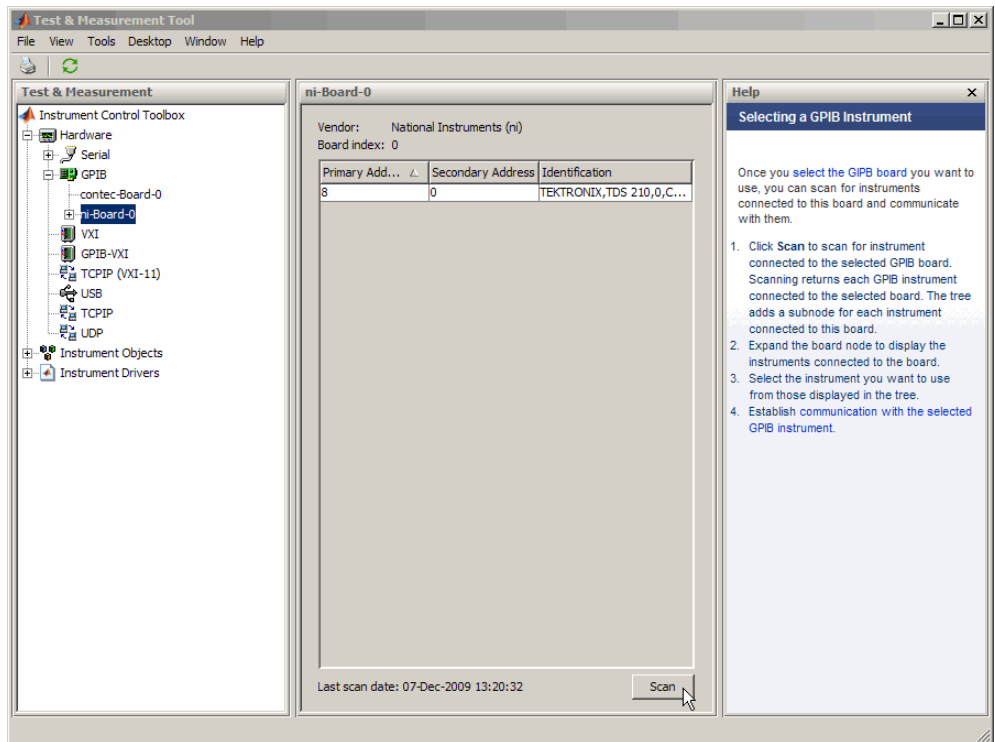 Test & Measurement Tool
File View Tools Desktop Window Help
Test & Measurement
Instrument Control Toolbox
Hardware
Serial
GPIB
contec-Board-0
ni-Board-0
VXI
GPIB-VXI
TCPIP (VXI-11)
USB
TCPIP
UDP
Instrument Objects
Instrument Drivers
ni-Board-0
Vendor: National Instruments (ni)
Board index: 0
Primary Add... Secondary Address Identification
8 0 TEKTRONIX,TDS 210,0,C...
Last scan date: 07-Dec-2009 13:20:32
Scan
Help x
Selecting a GPIB Instrument
Once you select the GIPB board you want to
use, you can scan for instruments
connected to this board and communicate
with them.
1. Click Scan to scan for instrument
connected to the selected GPIB board.
Scanning returns each GPIB instrument
connected to the selected board. The tree
adds a subnode for each instrument
connected to this board.
2. Expand the board node to display the
instruments connected to the board.
3. Select the instrument you want to use
from those displayed in the tree.
4. Establish communication with the selected
GPIB instrument.